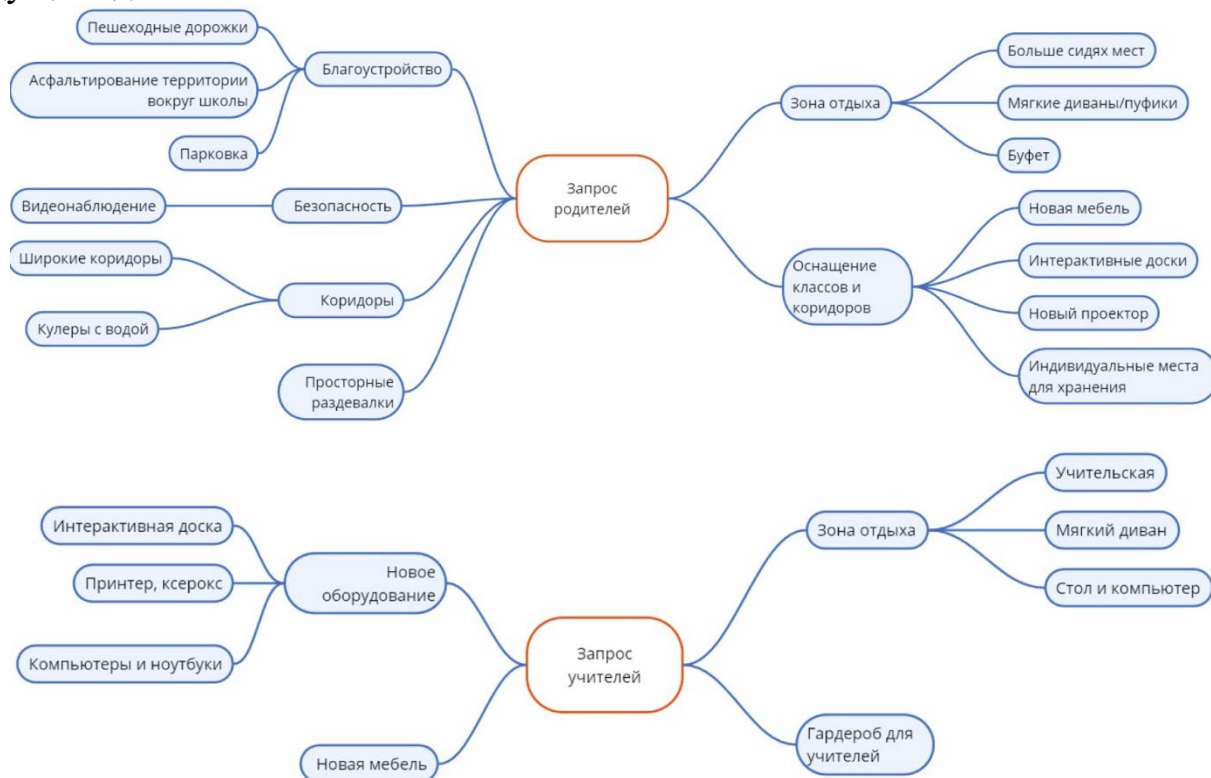 Пешеходные дорожки
Асфальтирование территории
вокруг школы
Парковка
Благоустройство
Видеонаблюдение
Безопасность
Широкие коридоры
Кулеры с водой
Коридоры
Просторные
раздевалки
Запрос
родителей
Зона отдыха
Больше сидях мест
Мягкие диваны/пуфики
Буфет
Оснащение
классов и
коридоров
Новая мебель
Интерактивные доски
Новый проектор
Индивидуальные места
для хранения
Интерактивная доска
Принтер, ксерокс
Компьютеры и ноутбуки
Новое
оборудование
Новая мебель
Запрос
учителей
Зона отдыха
Учительская
Мягкий диван
Стол и компьютер
Гардероб для
учителей